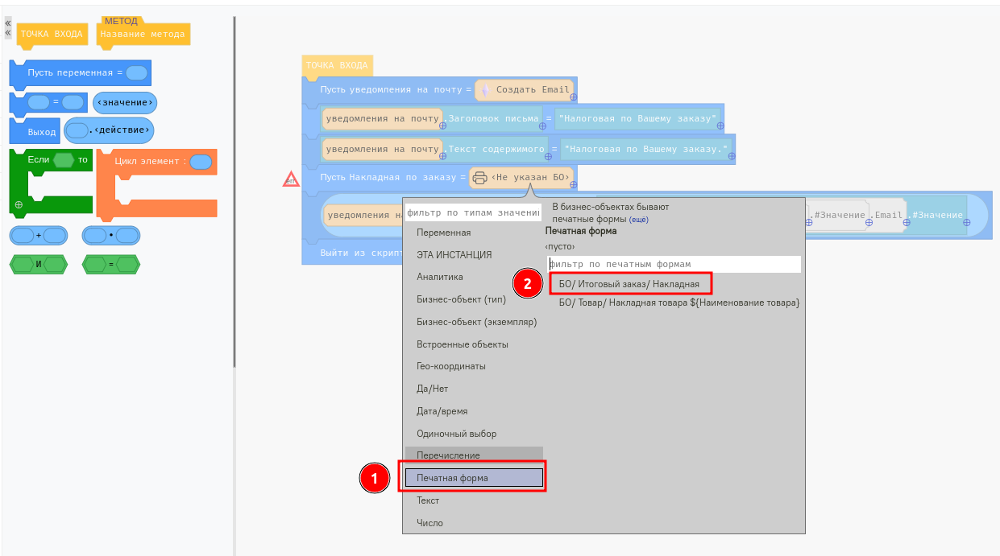 «
«
ТОЧКА ВХОДА
МЕТОД
Название метода
Пусть переменная =
=
‹значение›
Выход
.‹действие›
Если то
Цикл элемент :
+
•
И
=
ТОЧКА ВХОДА
Пусть уведомления на почту = Создать Email
уведомления на почту.Заголовок письма = "Налоговая по Вашему заказу"
уведомления на почту.Текст содержимого = "Налоговая по Вашему заказу."
err
Пусть Накладная по заказу = ‹Не указан БО›
уведомления н
.#Значение.Email.#Значение
Выйти из скрипт
фильтр по типам значени
Переменная
ЭТА ИНСТАНЦИЯ
Аналитика
Бизнес-объект (тип)
Бизнес-объект (экземпляр)
Встроенные объекты
Гео-координаты
Да/Нет
Дата/время
Одиночный выбор
Перечисление
1
Печатная форма
Текст
Число
В бизнес-объектах бывают
печатные формы (ещё)
Печатная форма
‹пусто›
фильтр по печатным формам
2
БО/ Итоговый заказ/ Накладная
БО/ Товар/ Накладная товара ${Наименование товара}